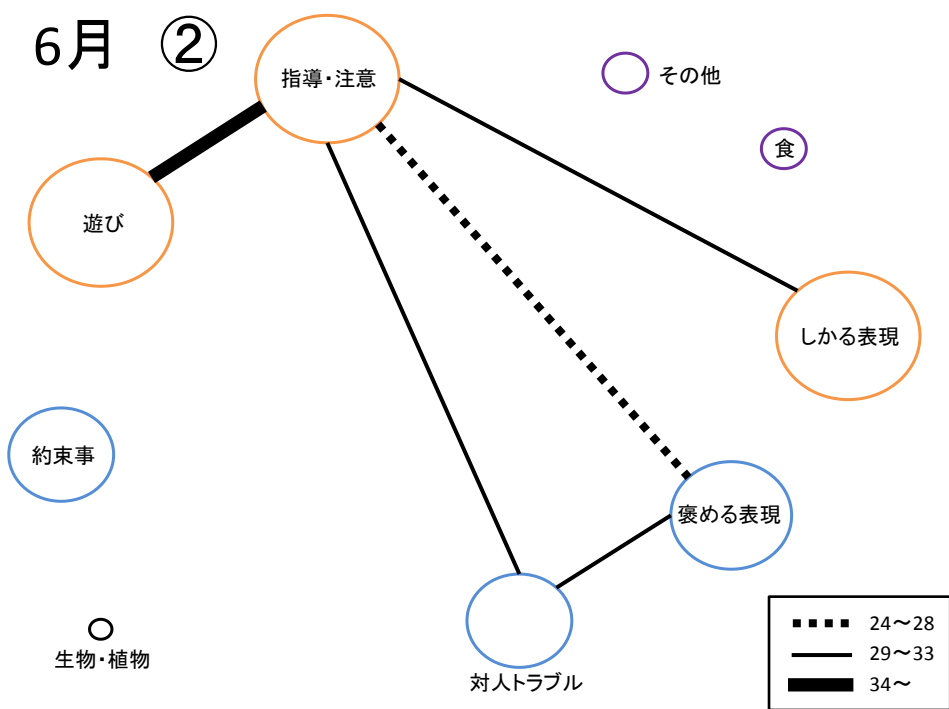 6月 ②
指導・注意
その他
食
遊び
しかる表現
約束事
褒める表現
生物・植物
対人トラブル
24～28
29～33
34～